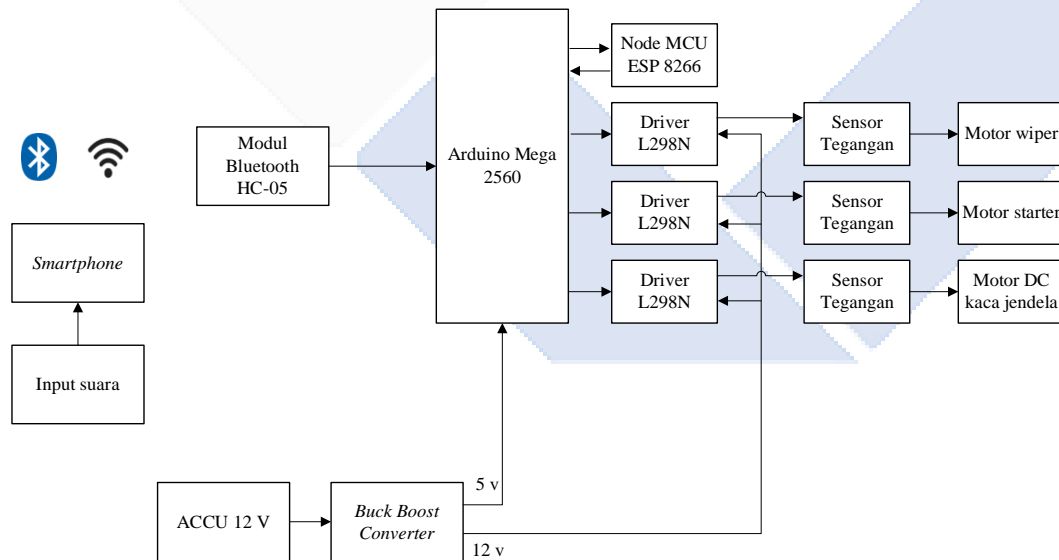 Node MCU
ESP 8266
Modul
Bluetooth
HC-05
Arduino Mega
2560
Driver
L298N
Sensor
Tegangan
Motor wiper
Driver
L298N
Sensor
Tegangan
Motor starter
Smartphone
Driver
L298N
Sensor
Tegangan
Motor DC
kaca jendela
Input suara
5 v
ACCU 12 V
Buck Boost
Converter
12 v